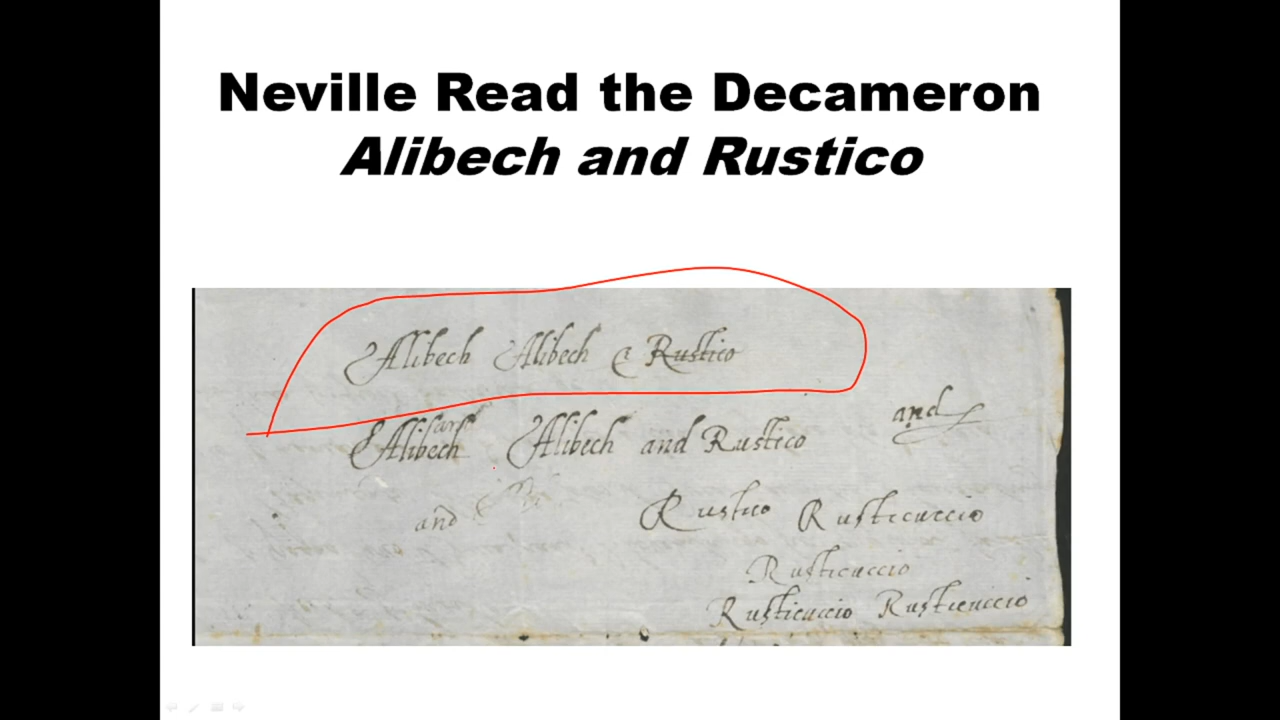 Neville Read the Decameron
Alibech and Rustico
Alibech Alibech & Rustico
and
Alibech Alibech and Rustico
and
Rustico Rusticuccio
Rusticuccio
Rusticuccio Rusticuccio